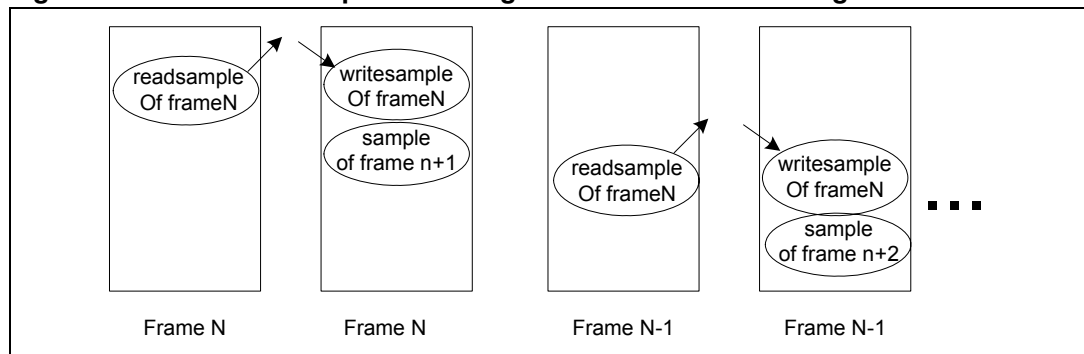 readsample
Of frameN
writesample
Of frameN
sample
of frame n+1
readsample
Of frameN
writesample
Of frameN
sample
of frame n+2
Frame N
Frame N
Frame N-1
Frame N-1